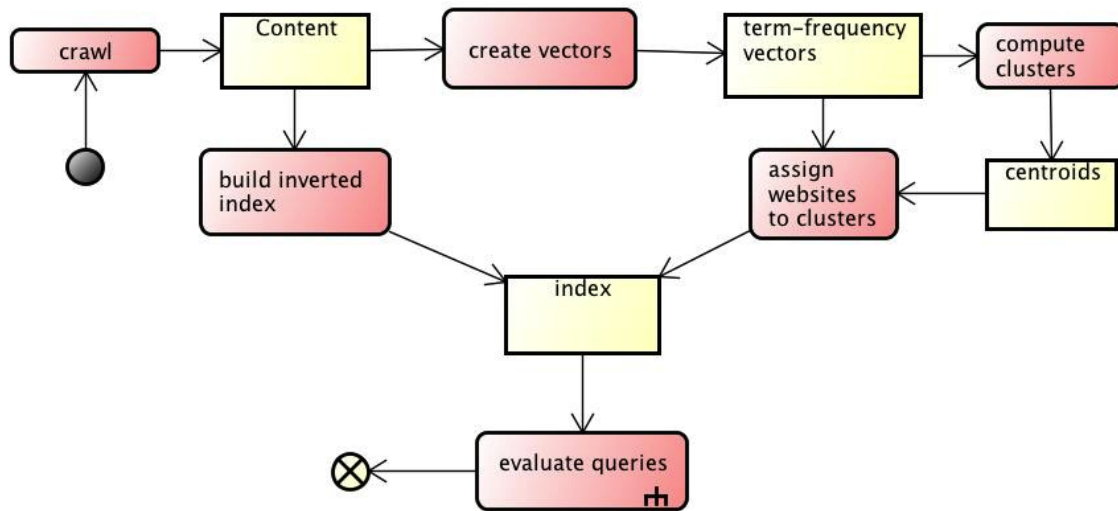 crawl
Content
create vectors
term-frequency
vectors
compute
clusters
build inverted
index
assign
websites
to clusters
centroids
index
evaluate queries